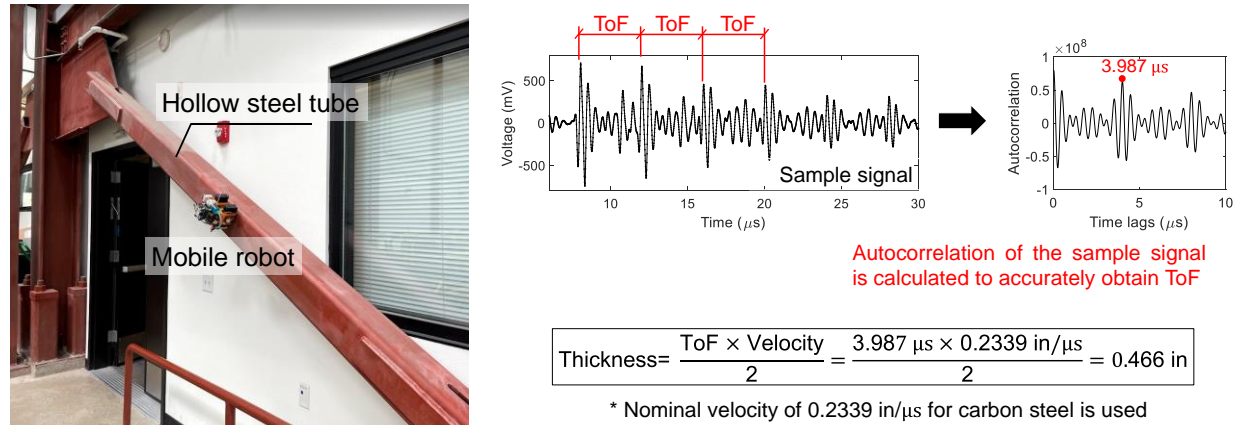 Hollow steel tube
Mobile robot
ToF ToF ToF
500
0
-500
Voltage (mV)
Sample signal
10 15 20 25 30
Time (μs)
×10⁸
1
3.987 μs
0.5
0
-0.5
-1
Autocorrelation
0 5 10
Time lags (μs)
Autocorrelation of the sample signal
is calculated to accurately obtain ToF
Thickness= ToF × Velocity / 2 = 3.987 μs × 0.2339 in/μs / 2 = 0.466 in
* Nominal velocity of 0.2339 in/μs for carbon steel is used